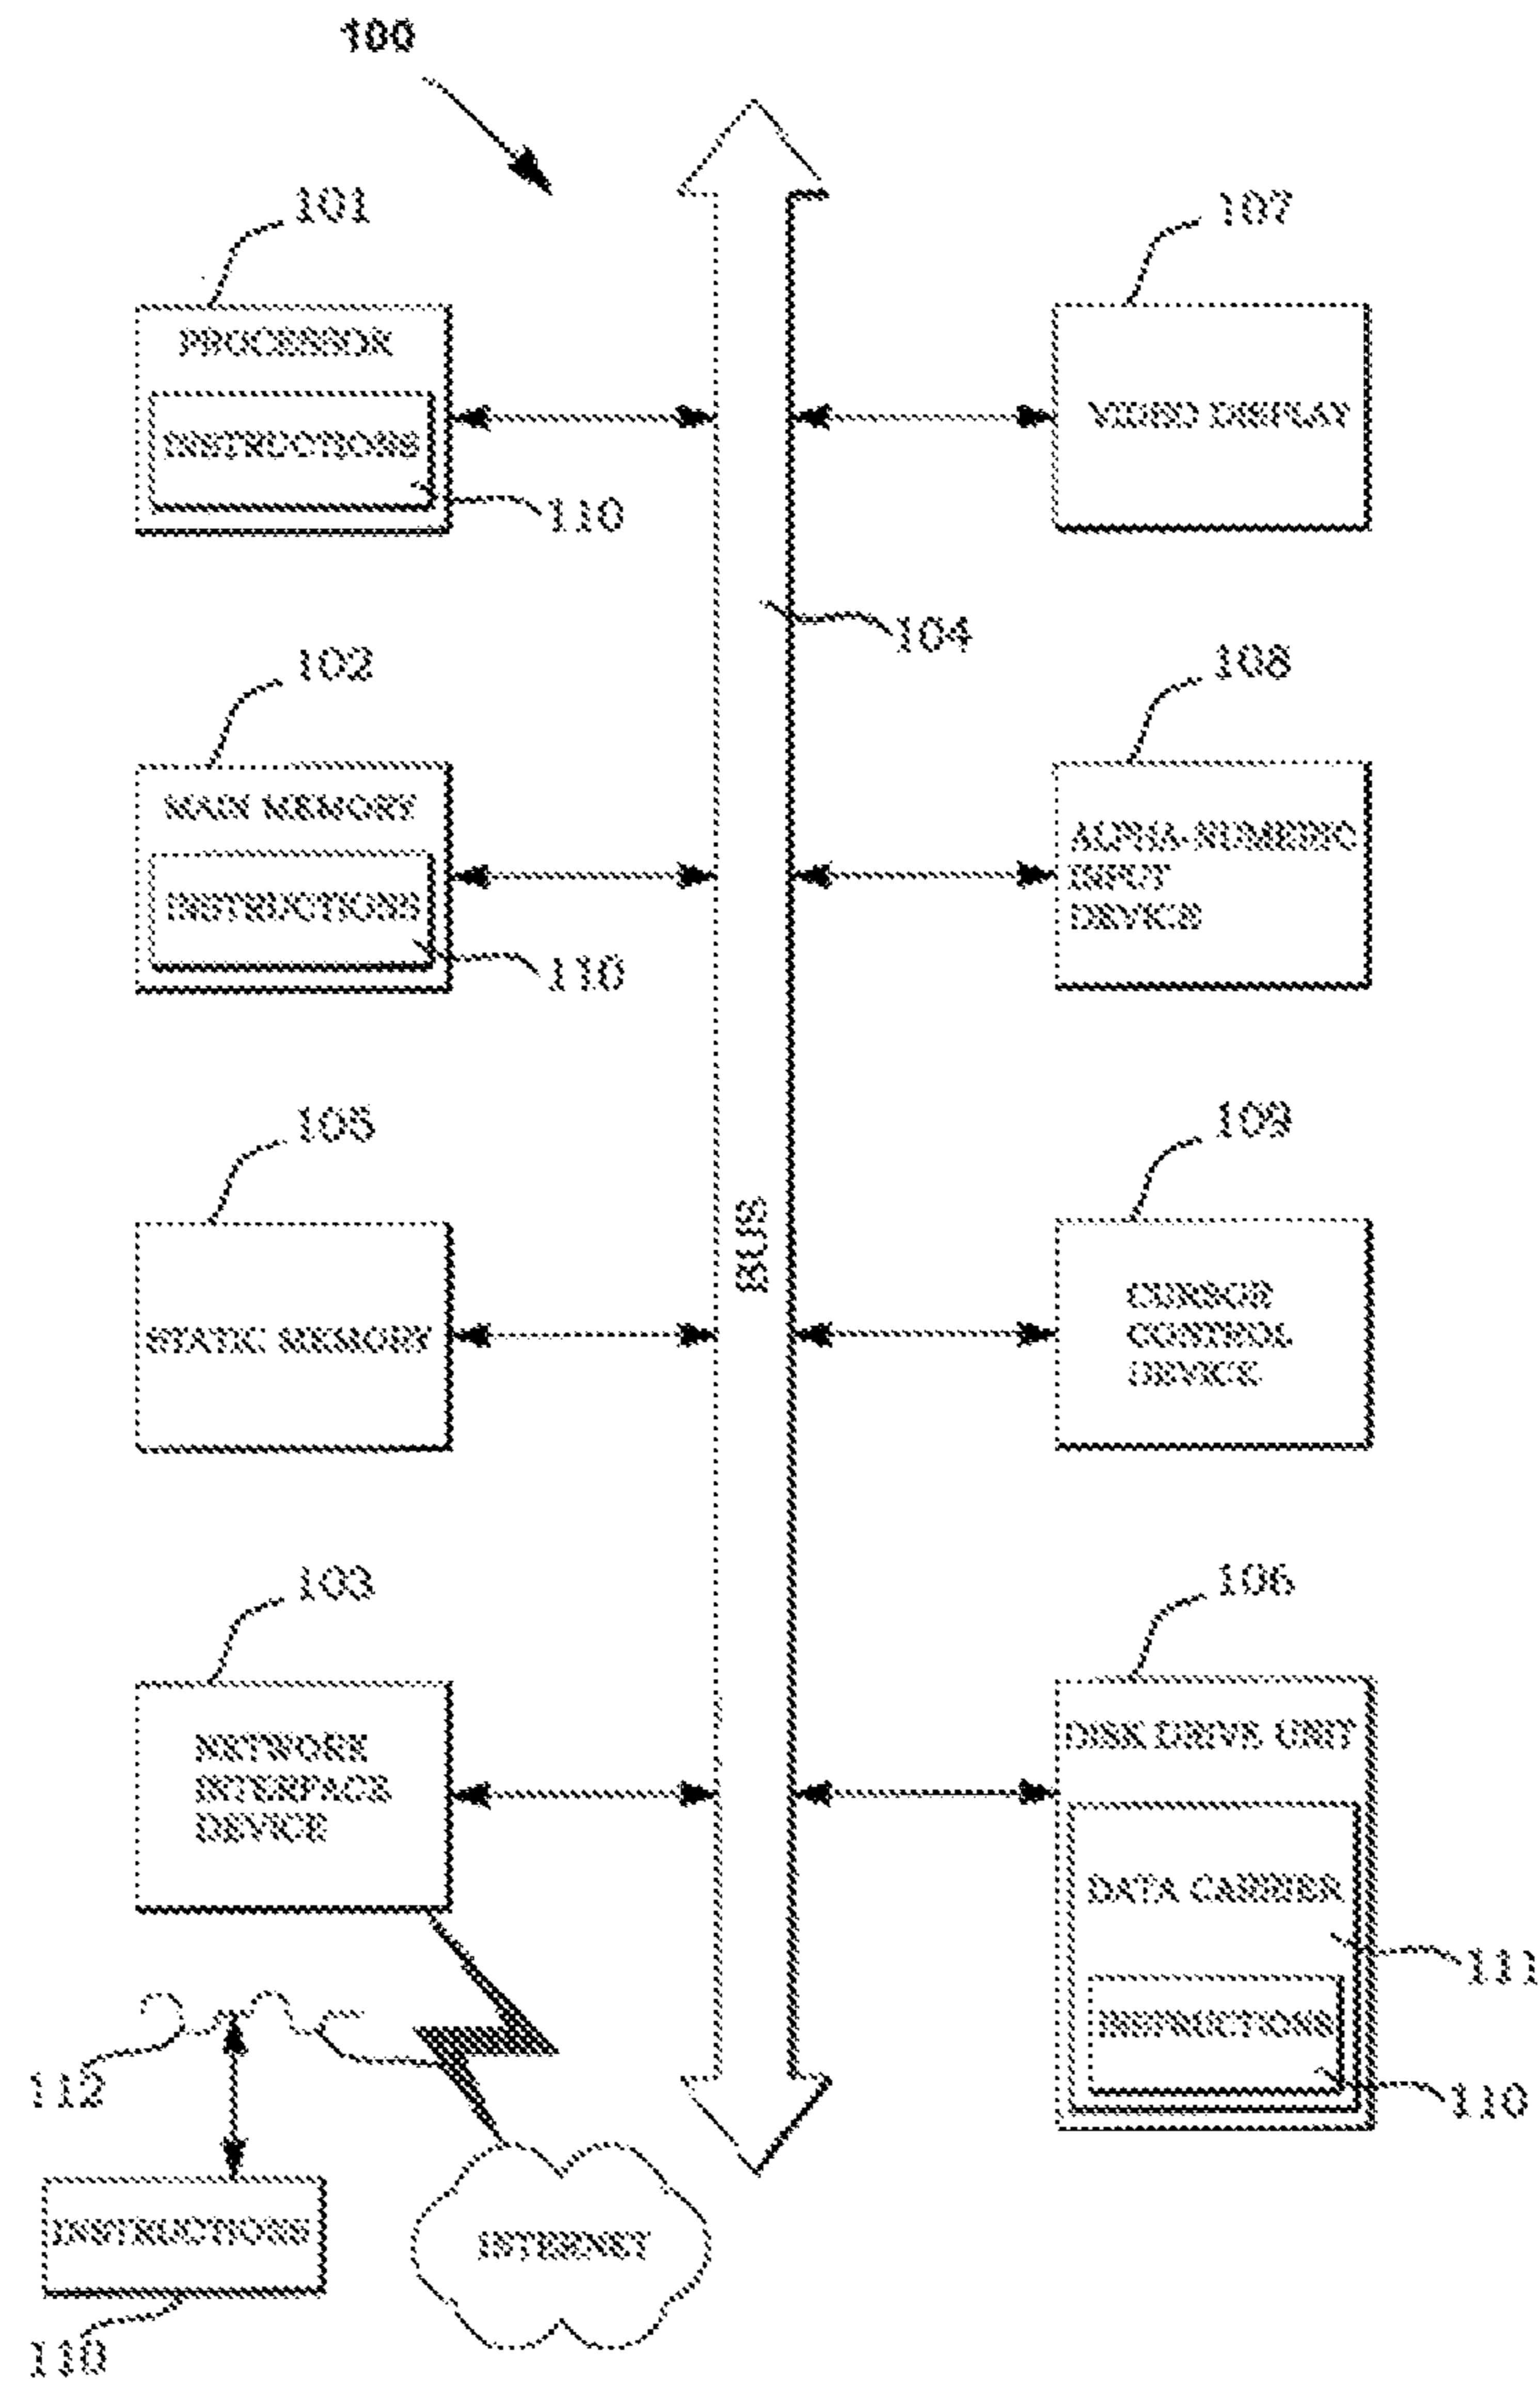 100
101
107
PROCESSOR
INSTRUCTIONS
VIDEO DISPLAY
110
104
102
108
MAIN MEMORY
INSTRUCTIONS
ALPHA-NUMERIC
INPUT
DEVICE
110
105
109
BUS
STATIC MEMORY
CURSOR
CONTROL
DEVICE
103
106
NETWORK
INTERFACE
DEVICE
DISK DRIVE UNIT
DATA CARRIER
111
INSTRUCTIONS
110
112
INSTRUCTIONS
INTERNET
110